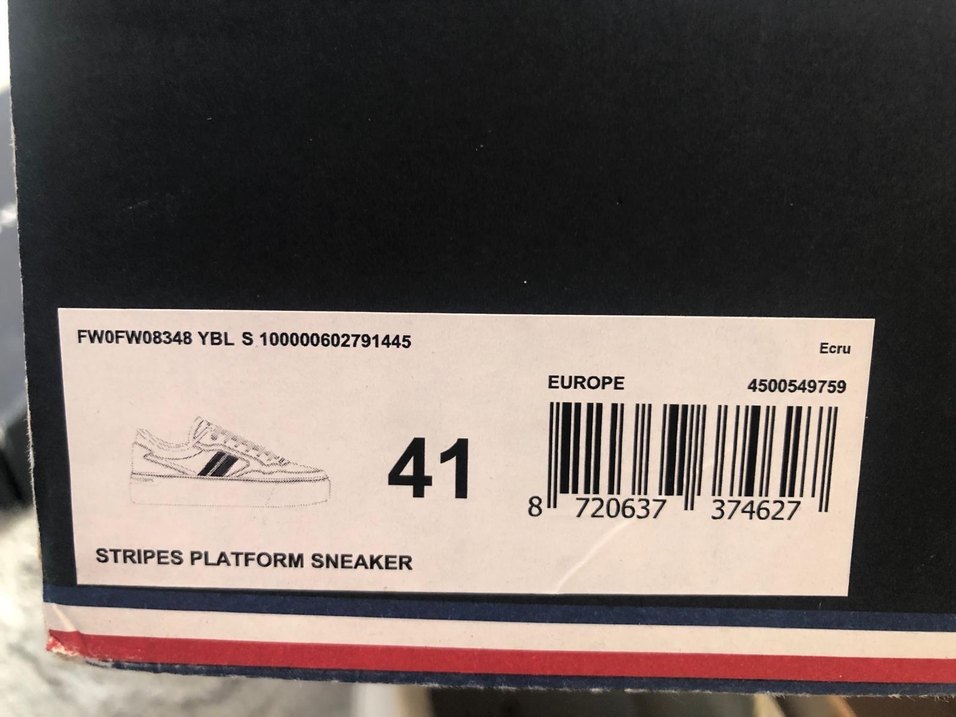 FW0FW08348 YBL S 100000602791445
Ecru
EUROPE 4500549759
41
8 720637 374627
STRIPES PLATFORM SNEAKER